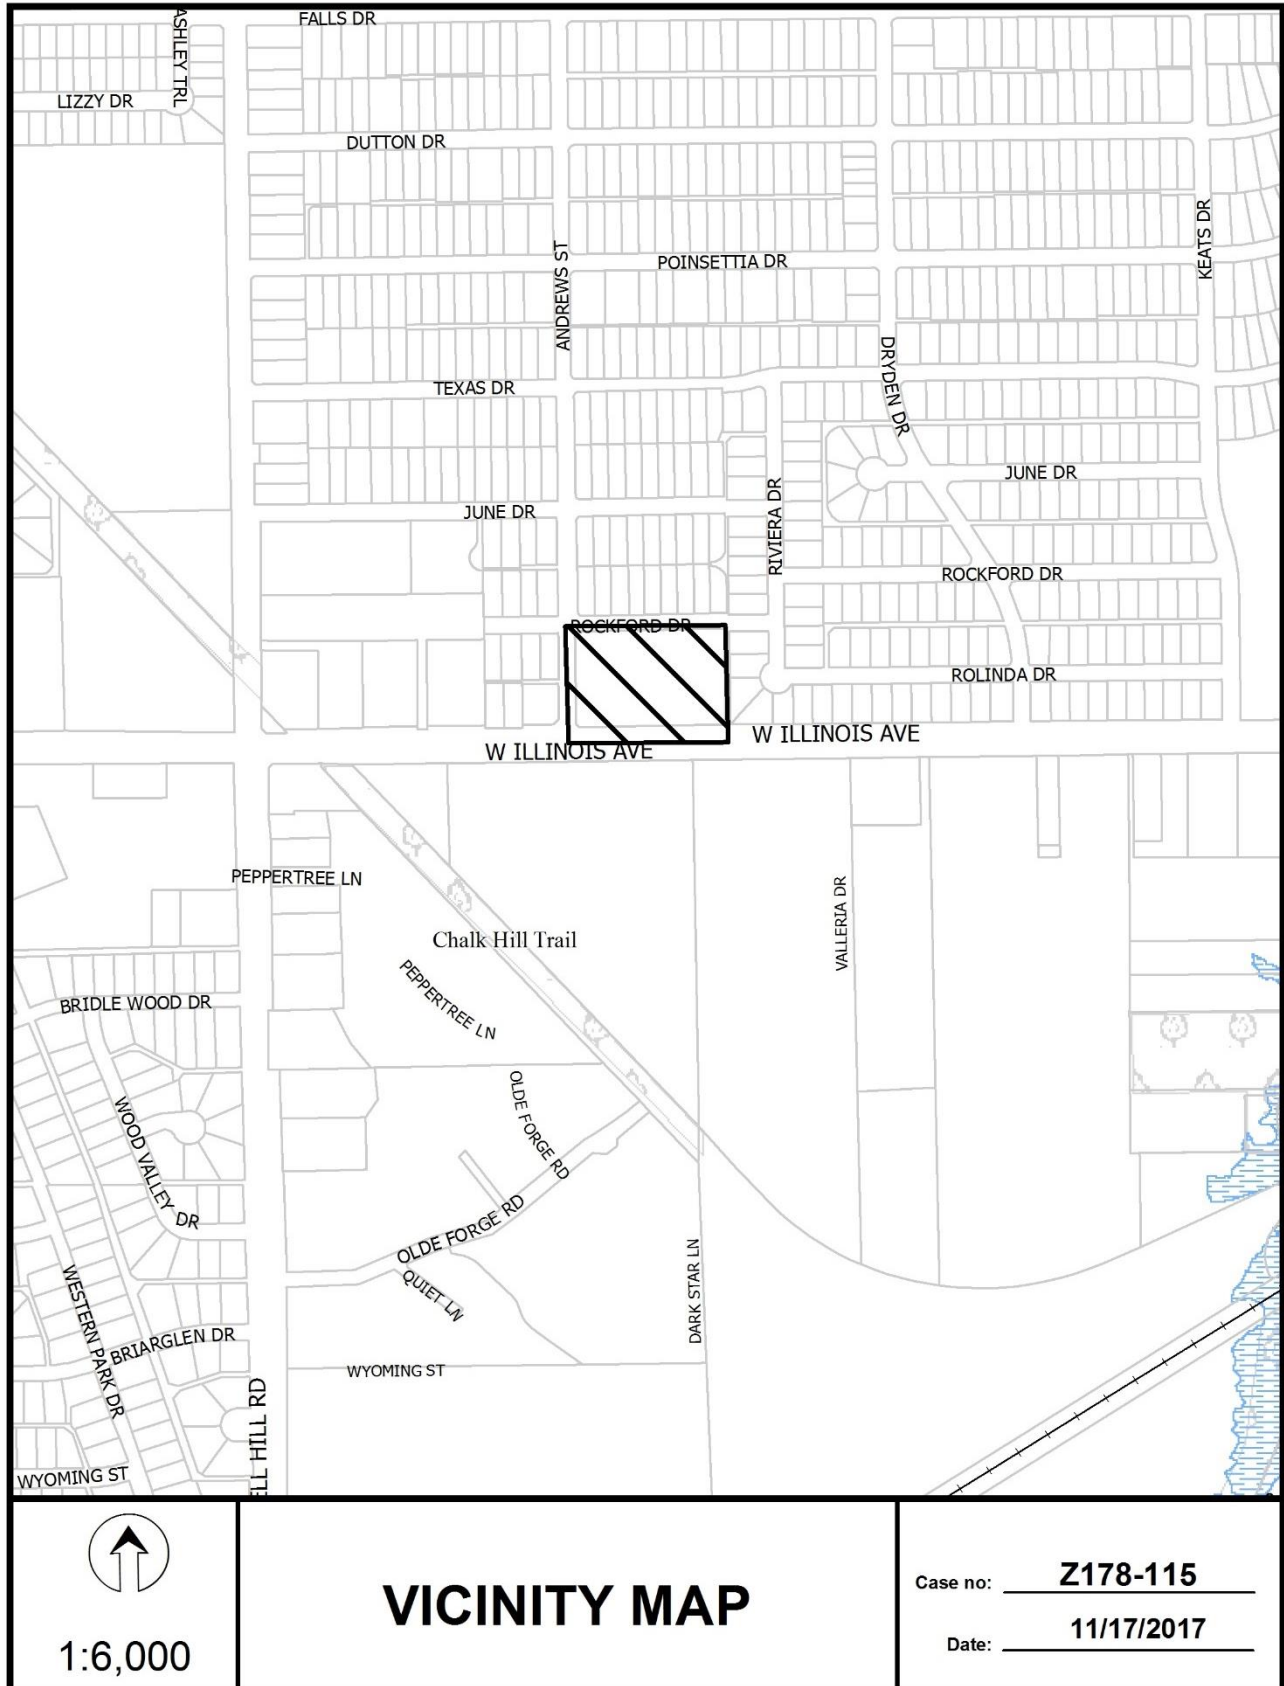 FALLS DR
ASHLEY TRL
LIZZY DR
DUTTON DR
KEATS DR
ANDREWS ST
POINSETTIA DR
DRYDEN DR
TEXAS DR
JUNE DR
RIVIERA DR
JUNE DR
ROCKFORD DR
ROCKFORD DR
ROLINDA DR
W ILLINOIS AVE
W ILLINOIS AVE
PEPPERTREE LN
VALLERIA DR
Chalk Hill Trail
PEPPERTREE LN
BRIDLE WOOD DR
OLDE FORGE RD
WOOD VALLEY DR
OLDE FORGE RD
DARK STAR LN
QUIET LN
WESTERN PARK DR
BRIARGLEN DR
WYOMING ST
ELL HILL RD
WYOMING ST
1:6,000
VICINITY MAP
Case no: Z178-115
Date: 11/17/2017